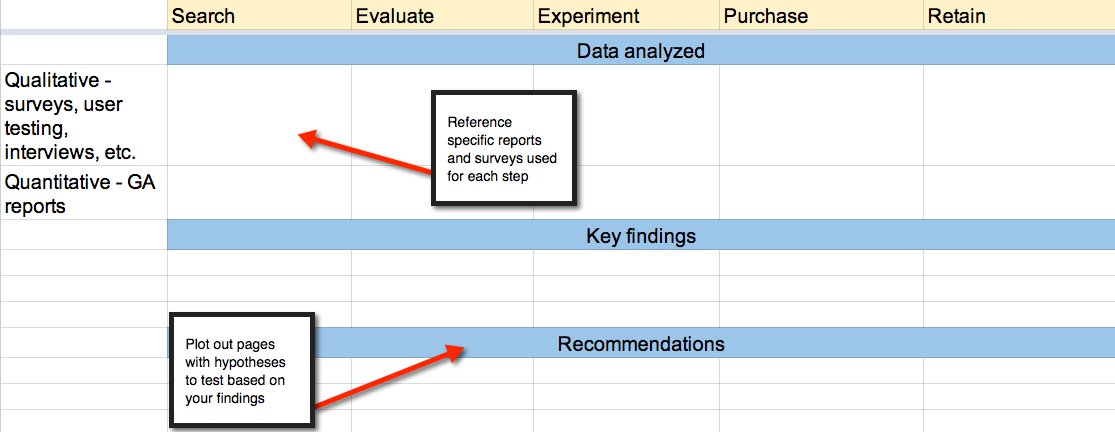 Search Evaluate Experiment Purchase Retain
Data analyzed
Qualitative -
surveys, user
testing,
interviews, etc.
Reference
specific reports
and surveys used
for each step
Quantitative - GA
reports
Key findings
Plot out pages
with hypotheses
to test based on
your findings
Recommendations